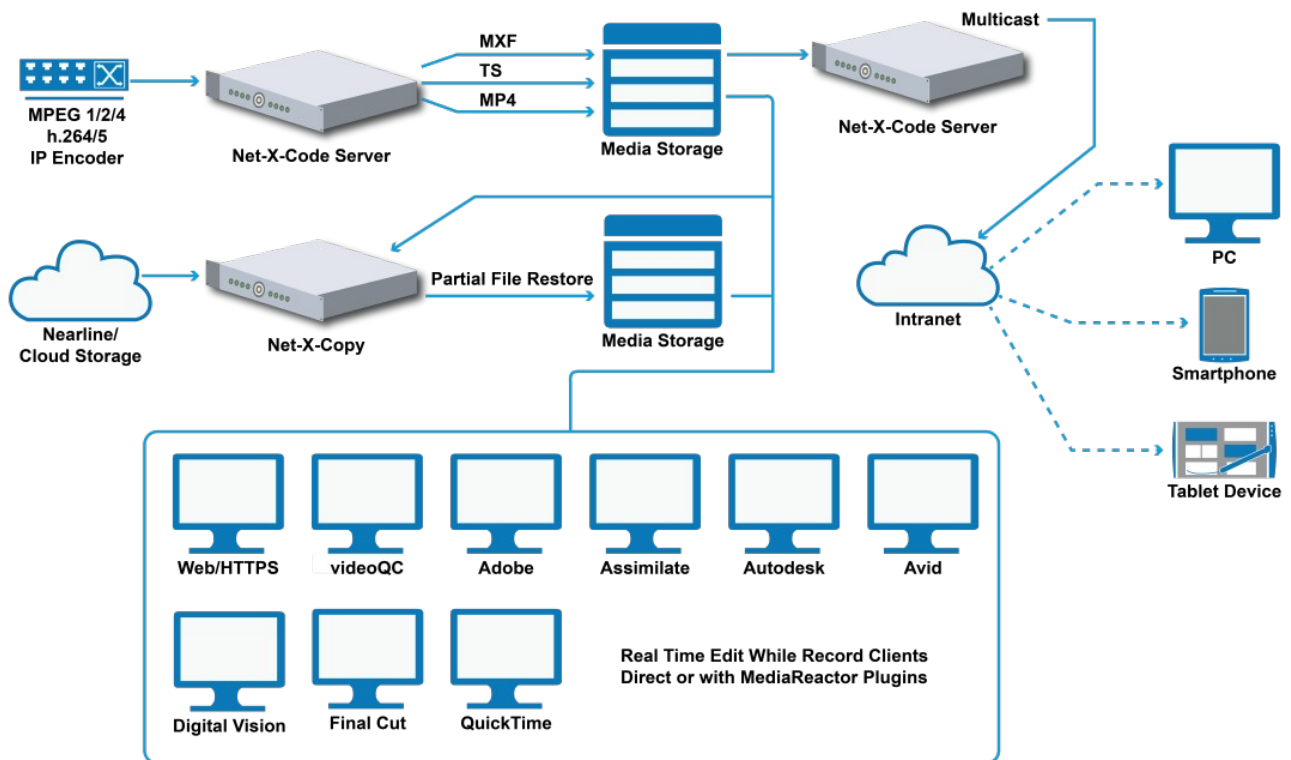 Multicast
MXF
TS
MP4
MPEG 1/2/4
h.264/5
IP Encoder
Net-X-Code Server
Media Storage
Net-X-Code Server
PC
Partial File Restore
Intranet
Nearline/
Cloud Storage
Net-X-Copy
Media Storage
Smartphone
Tablet Device
Web/HTTPS
videoQC
Adobe
Assimilate
Autodesk
Avid
Real Time Edit While Record Clients
Direct or with MediaReactor Plugins
Digital Vision
Final Cut
QuickTime